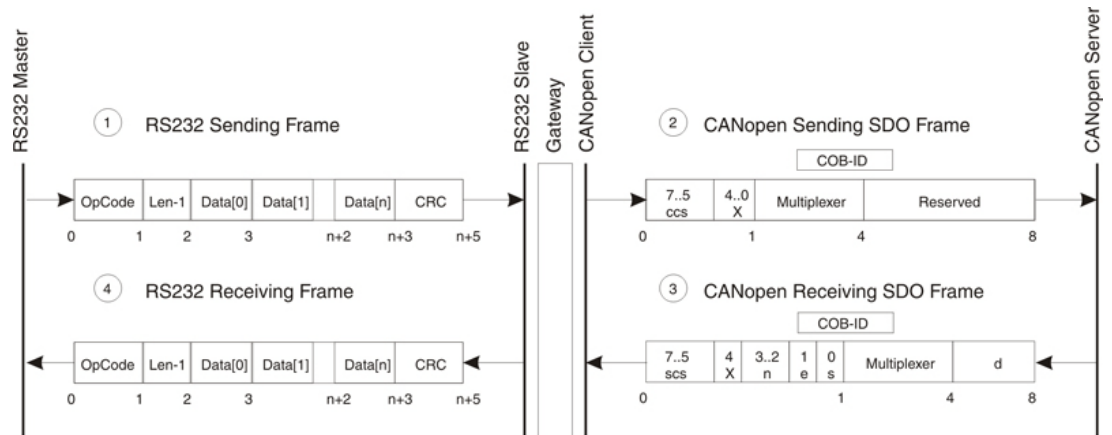 RS232 Master
RS232 Slave
Gateway
CANopen Client
CANopen Server
1 RS232 Sending Frame
OpCode Len-1 Data[0] Data[1] Data[n] CRC
0 1 2 3 n+2 n+3 n+5
2 CANopen Sending SDO Frame
COB-ID
7..5 4..0
ccs X Multiplexer Reserved
0 1 4 8
4 RS232 Receiving Frame
OpCode Len-1 Data[0] Data[1] Data[n] CRC
0 1 2 3 n+2 n+3 n+5
3 CANopen Receiving SDO Frame
COB-ID
7..5 4 3..2 1 0
scs X n e s Multiplexer d
0 1 4 8